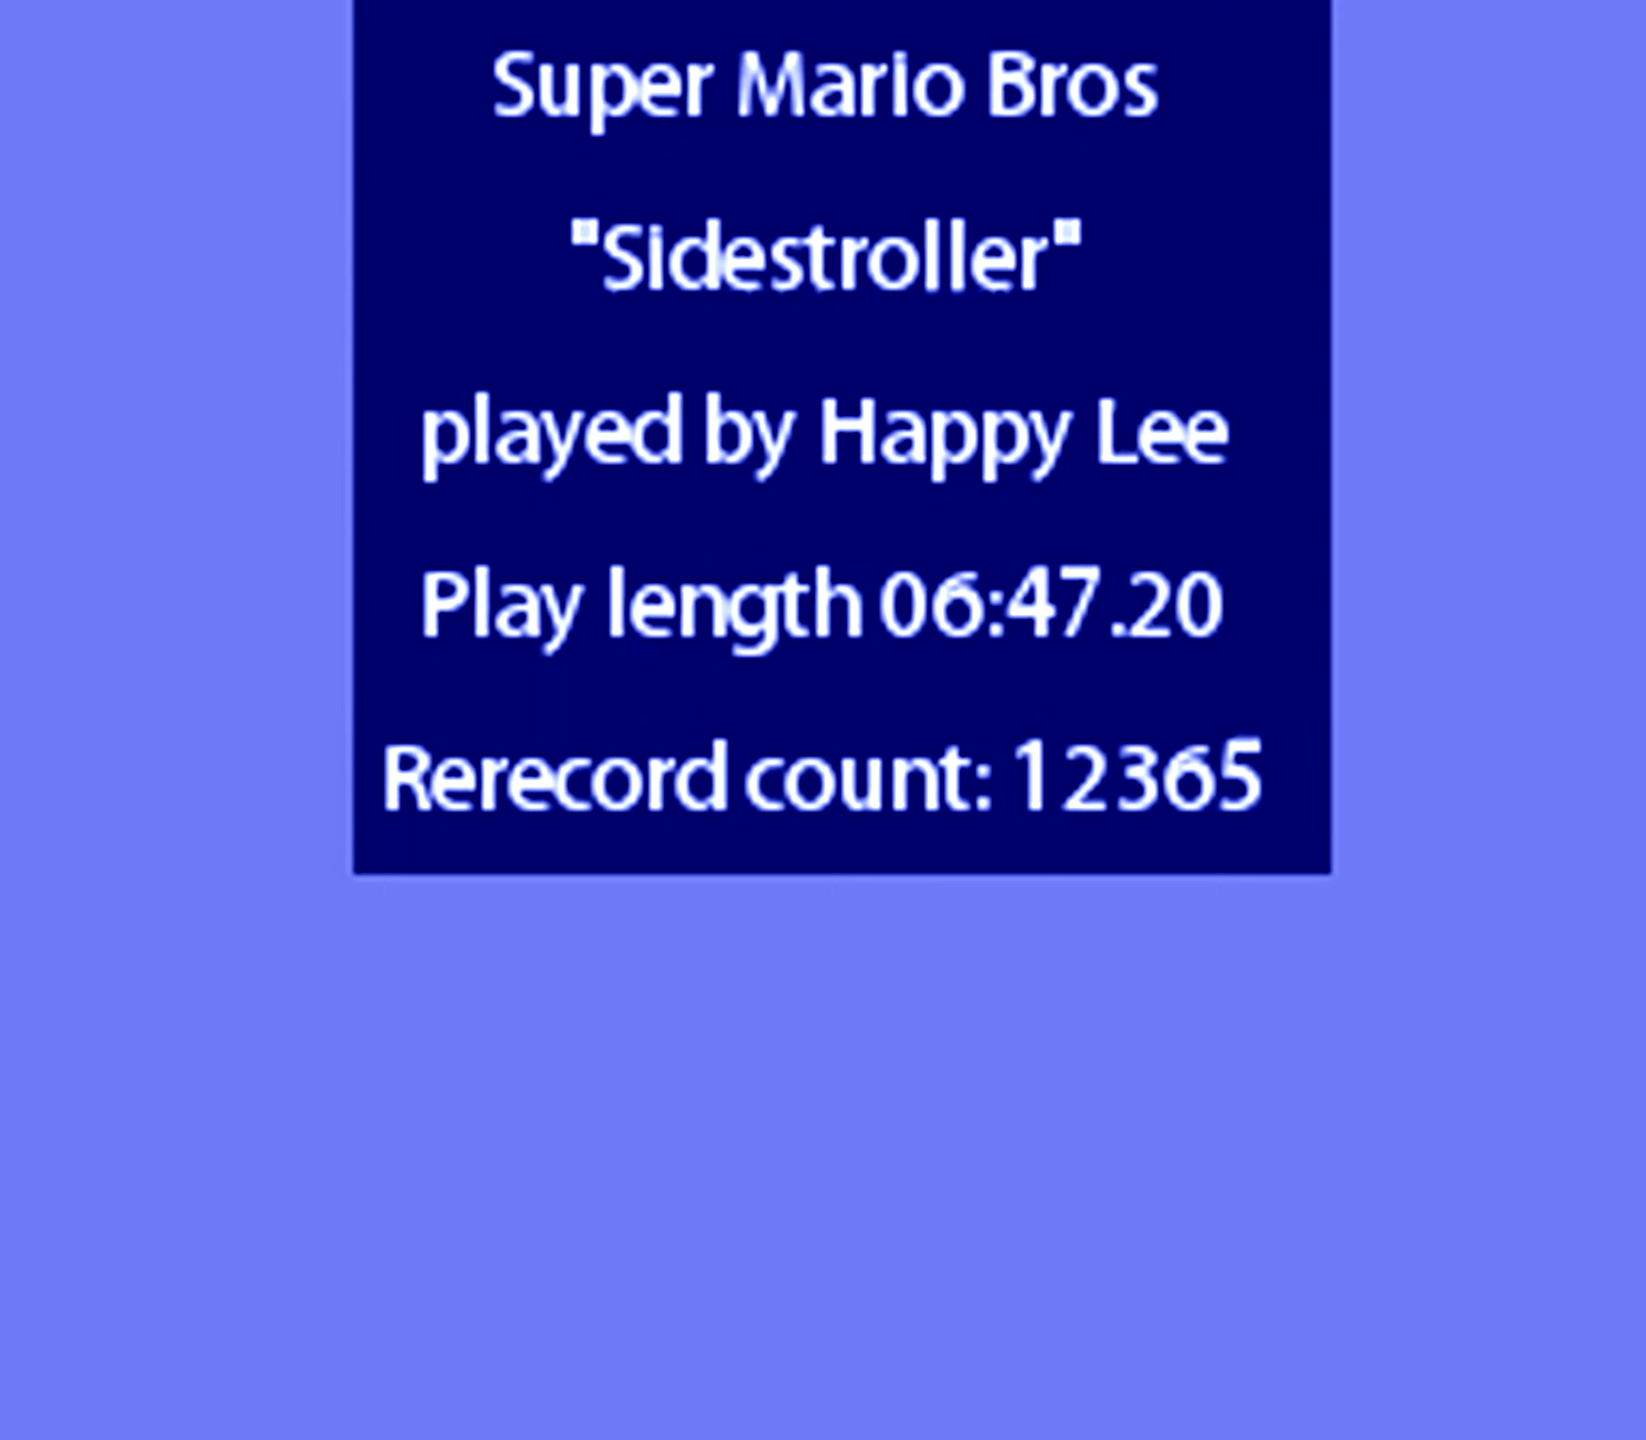 Super Mario Bros
"Sidestroller"
played by Happy Lee
Play length 06:47.20
Rerecord count: 12365